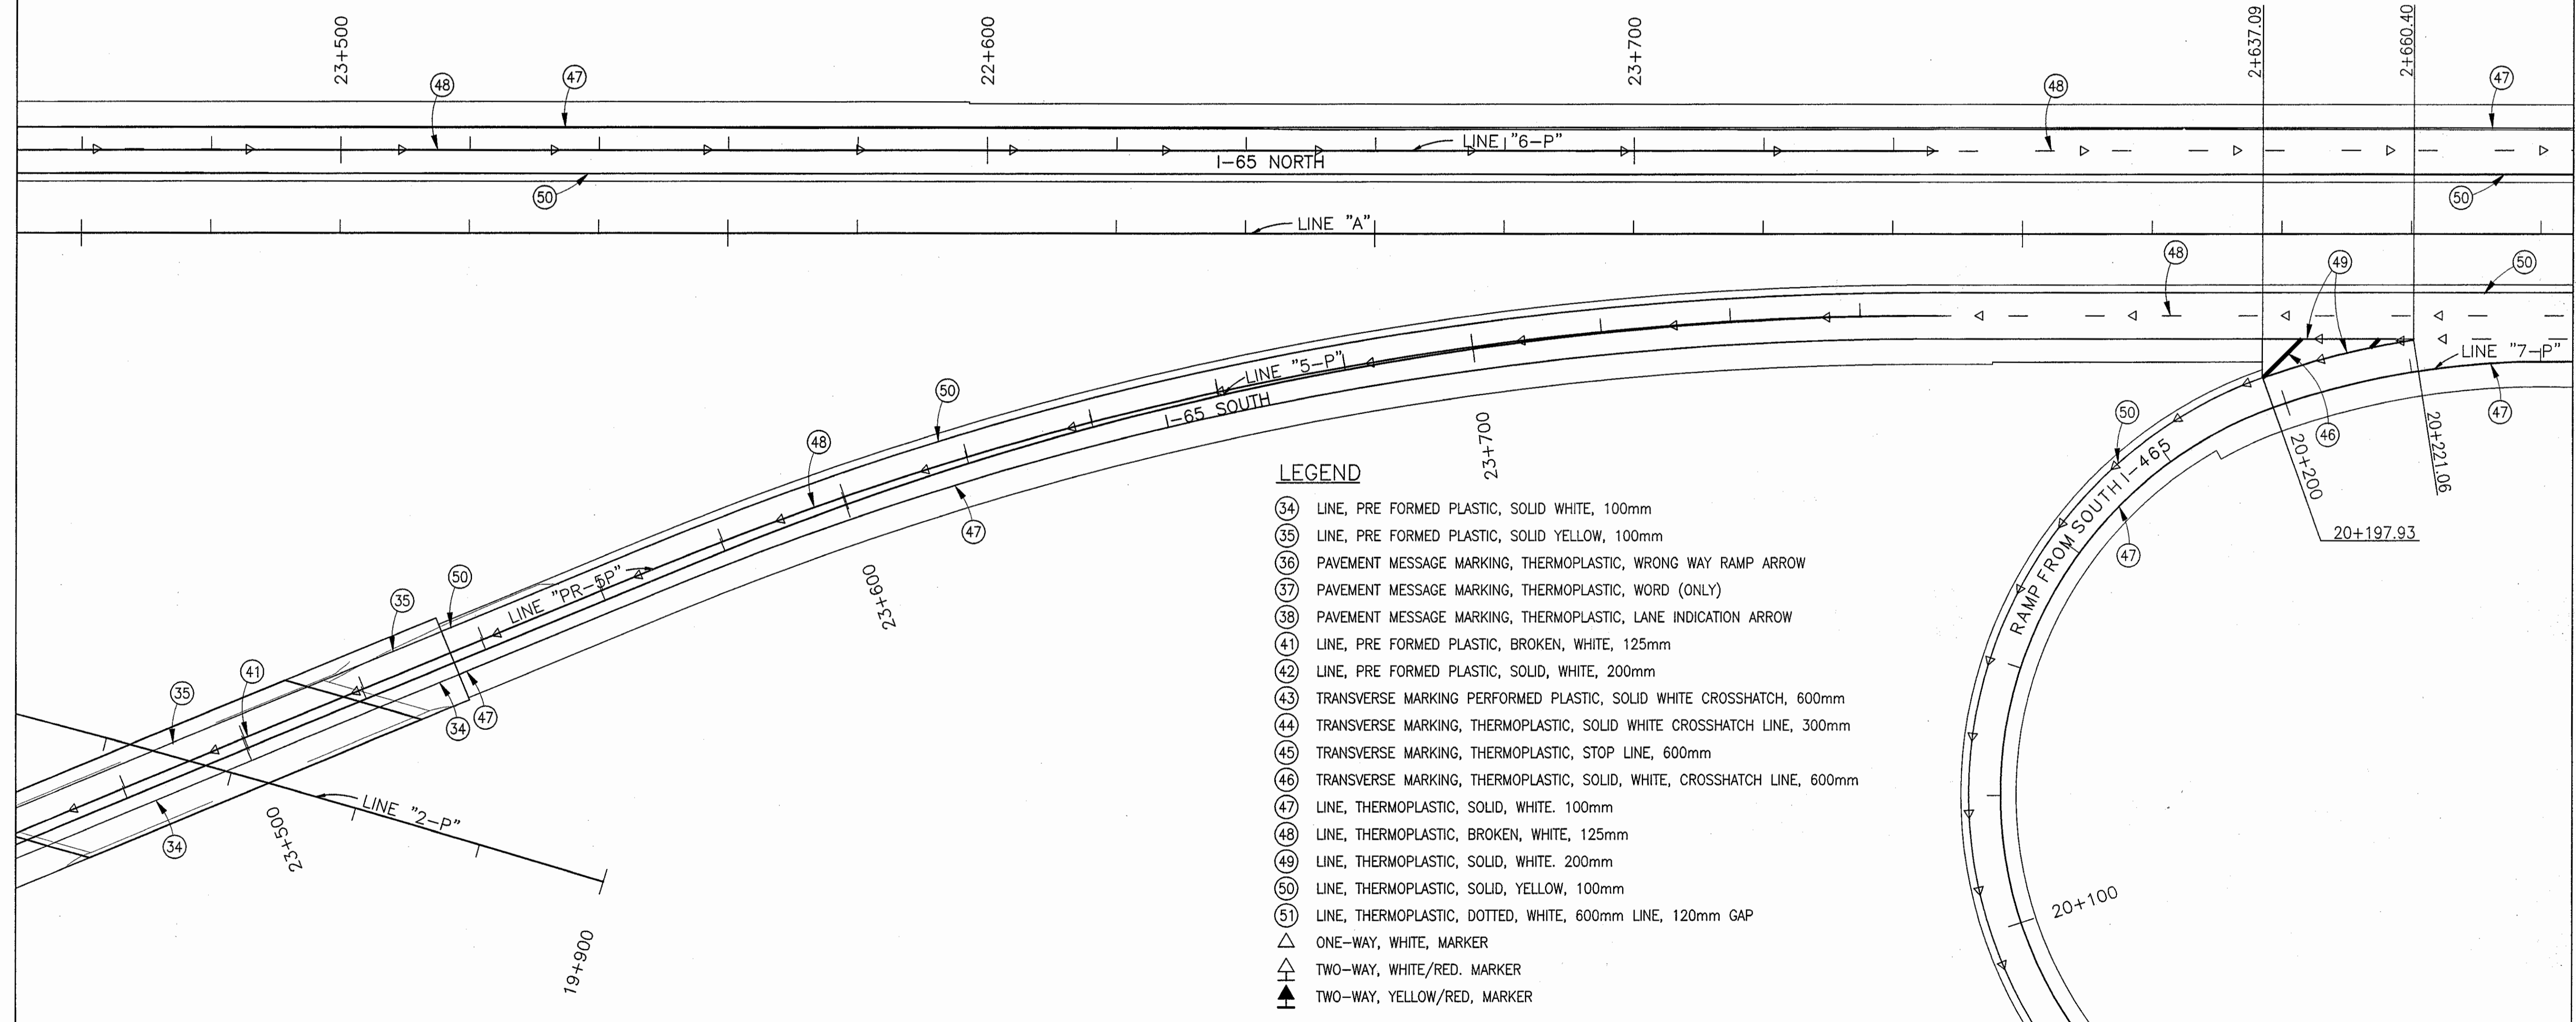 23+500
22+600
23+700
2+637.09
2+660.40
48
47
48
47
LINE "6-P"
I-65 NORTH
50
50
LINE "A"
48
49
50
LINE "7-P"
LINE "5-P"
I-65 SOUTH
50
48
47
50
46
47
20+200
20+221.06
20+197.93
RAMP FROM SOUTH I-465
47
23+700
23+600
LINE "PR-5P"
50
35
41
35
34
47
34
LINE "2-P"
23+500
19+900
20+100
LEGEND
34 LINE, PRE FORMED PLASTIC, SOLID WHITE, 100mm
35 LINE, PRE FORMED PLASTIC, SOLID YELLOW, 100mm
36 PAVEMENT MESSAGE MARKING, THERMOPLASTIC, WRONG WAY RAMP ARROW
37 PAVEMENT MESSAGE MARKING, THERMOPLASTIC, WORD (ONLY)
38 PAVEMENT MESSAGE MARKING, THERMOPLASTIC, LANE INDICATION ARROW
41 LINE, PRE FORMED PLASTIC, BROKEN, WHITE, 125mm
42 LINE, PRE FORMED PLASTIC, SOLID, WHITE, 200mm
43 TRANSVERSE MARKING PERFORMED PLASTIC, SOLID WHITE CROSSHATCH, 600mm
44 TRANSVERSE MARKING, THERMOPLASTIC, SOLID WHITE CROSSHATCH LINE, 300mm
45 TRANSVERSE MARKING, THERMOPLASTIC, STOP LINE, 600mm
46 TRANSVERSE MARKING, THERMOPLASTIC, SOLID, WHITE, CROSSHATCH LINE, 600mm
47 LINE, THERMOPLASTIC, SOLID, WHITE. 100mm
48 LINE, THERMOPLASTIC, BROKEN, WHITE, 125mm
49 LINE, THERMOPLASTIC, SOLID, WHITE. 200mm
50 LINE, THERMOPLASTIC, SOLID, YELLOW, 100mm
51 LINE, THERMOPLASTIC, DOTTED, WHITE, 600mm LINE, 120mm GAP
ONE-WAY, WHITE, MARKER
TWO-WAY, WHITE/RED. MARKER
TWO-WAY, YELLOW/RED, MARKER